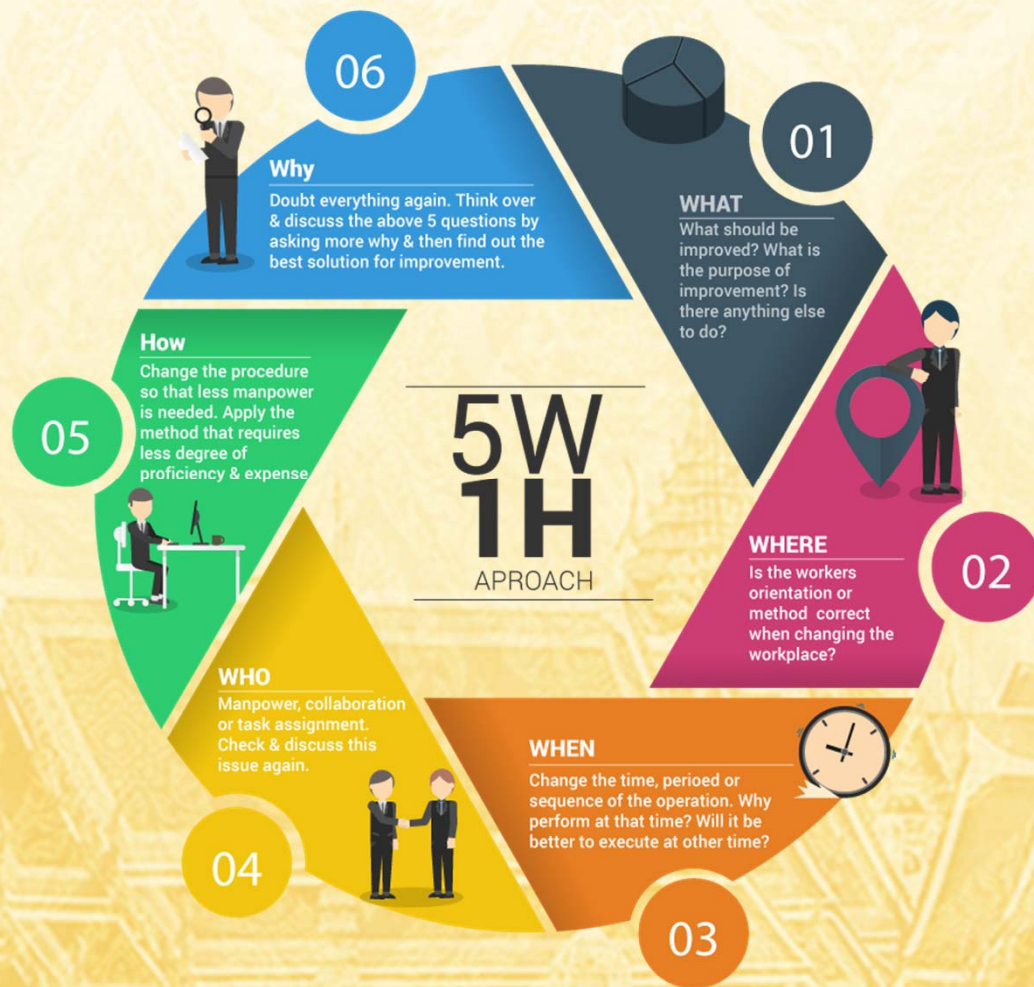 5W
1H
APROACH
01
WHAT
What should be
improved? What is
the purpose of
improvement? Is
there anything else
to do?
02
WHERE
Is the workers
orientation or
method correct
when changing the
workplace?
03
WHEN
Change the time, perioed or
sequence of the operation. Why
perform at that time? Will it be
better to execute at other time?
04
WHO
Manpower, collaboration
or task assignment.
Check & discuss this
issue again.
05
How
Change the procedure
so that less manpower
is needed. Apply the
method that requires
less degree of
proficiency & expense
06
Why
Doubt everything again. Think over
& discuss the above 5 questions by
asking more why & then find out the
best solution for improvement.